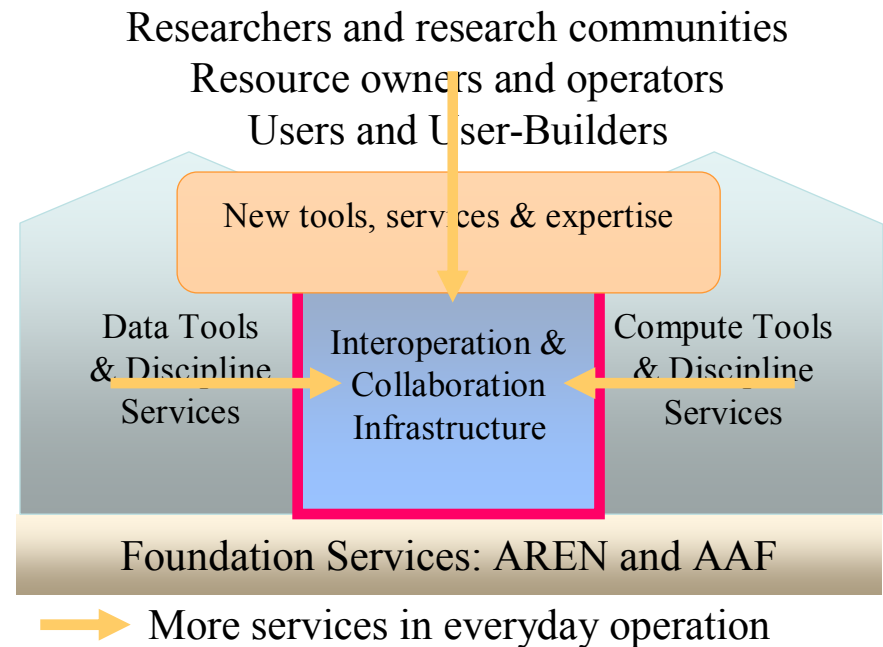 Researchers and research communities
Resource owners and operators
Users and User-Builders
New tools, services & expertise
Data Tools
& Discipline
Services
Interoperation &
Collaboration
Infrastructure
Compute Tools
& Discipline
Services
Foundation Services: AREN and AAF
More services in everyday operation